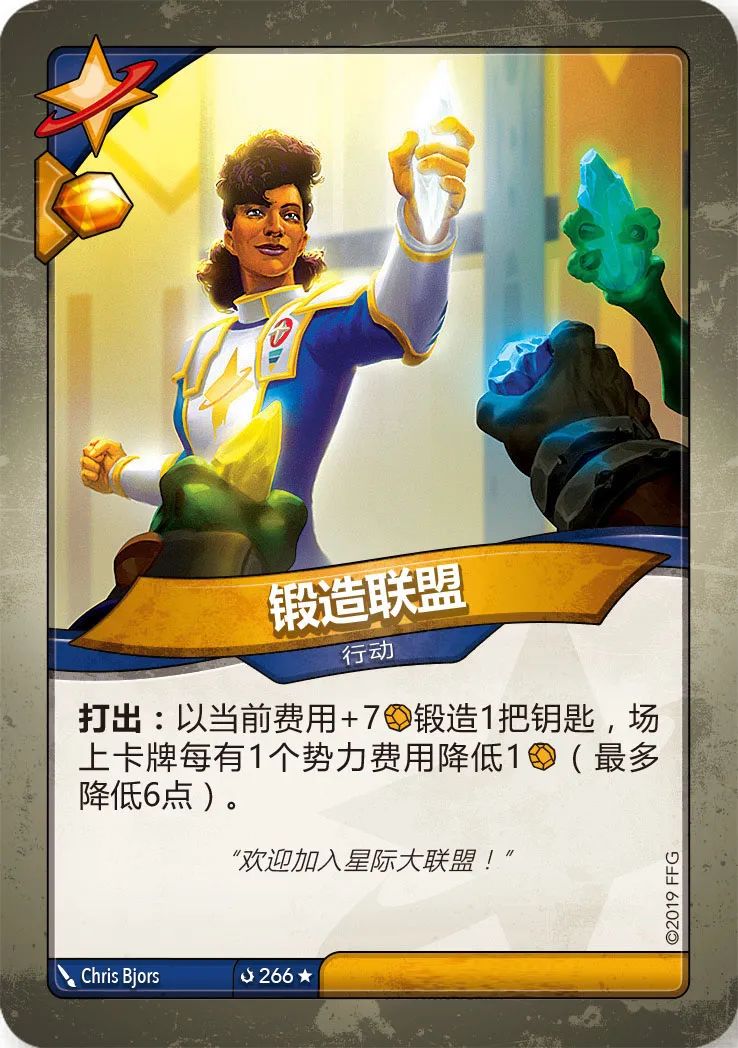 锻造联盟
行动
打出：以当前费用+7锻造1把钥匙，场
上卡牌每有1个势力费用降低1（最多
降低6点）。
“欢迎加入星际大联盟！”
©2019 FFG
Chris Bjors
266